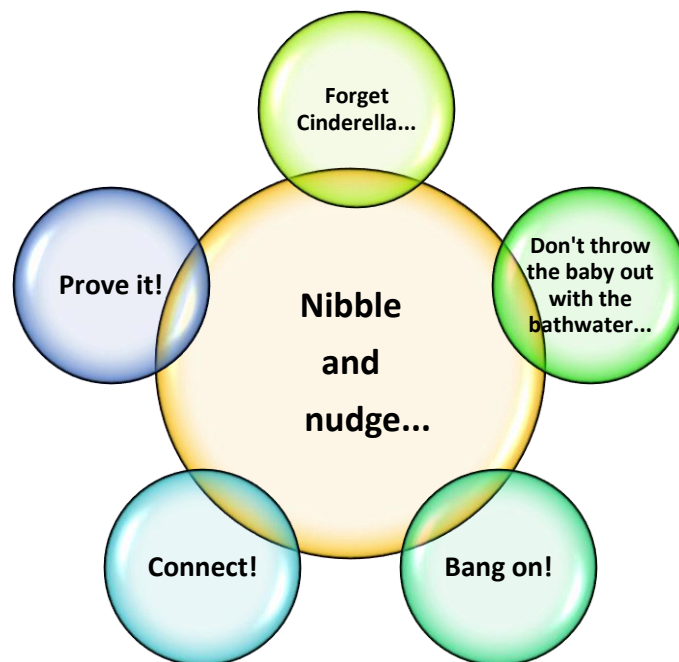 Forget
Cinderella...
Don't throw
the baby out
with the
bathwater...
Prove it!
Nibble
and
nudge...
Connect!
Bang on!